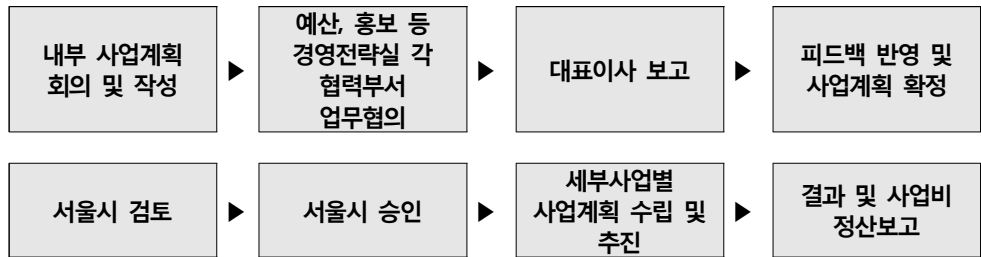 내부 사업계획
회의 및 작성
▶
예산, 홍보 등
경영전략실 각
협력부서
업무협의
▶
대표이사 보고
▶
피드백 반영 및
사업계획 확정
서울시 검토
▶
서울시 승인
▶
세부사업별
사업계획 수립 및
추진
▶
결과 및 사업비
정산보고